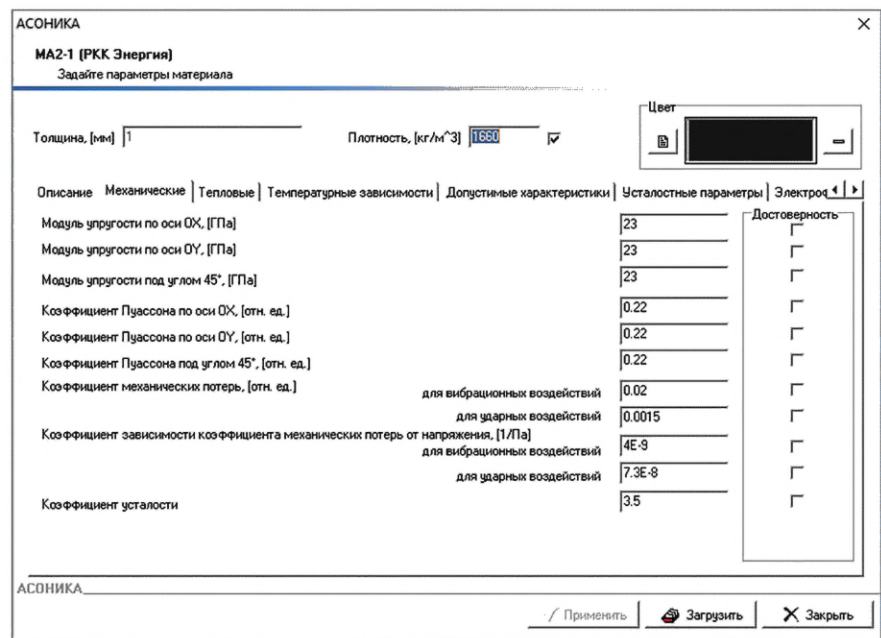 АСОНИКА
МА2-1 (РКК Энергия)
Задайте параметры материала
Толщина, [мм] 1 Плотность, [кг/м^3] 1660 Цвет
Описание Механические Тепловые Температурные зависимости Допустимые характеристики Усталостные параметры Электрос
Достоверность
Модуль упругости по оси OX, [ГПа] 23
Модуль упругости по оси OY, [ГПа] 23
Модуль упругости под углом 45°, [ГПа] 23
Коэффициент Пуассона по оси OX, [отн. ед.] 0.22
Коэффициент Пуассона по оси OY, [отн. ед.] 0.22
Коэффициент Пуассона под углом 45°, [отн. ед.] 0.22
Коэффициент механических потерь, [отн. ед.] для вибрационных воздействий 0.02
для ударных воздействий 0.0015
Коэффициент зависимости коэффициента механических потерь от напряжения, [1/Па]
для вибрационных воздействий 4E-9
для ударных воздействий 7.3E-8
Коэффициент усталости 3.5
АСОНИКА
Применить Загрузить Закрыть